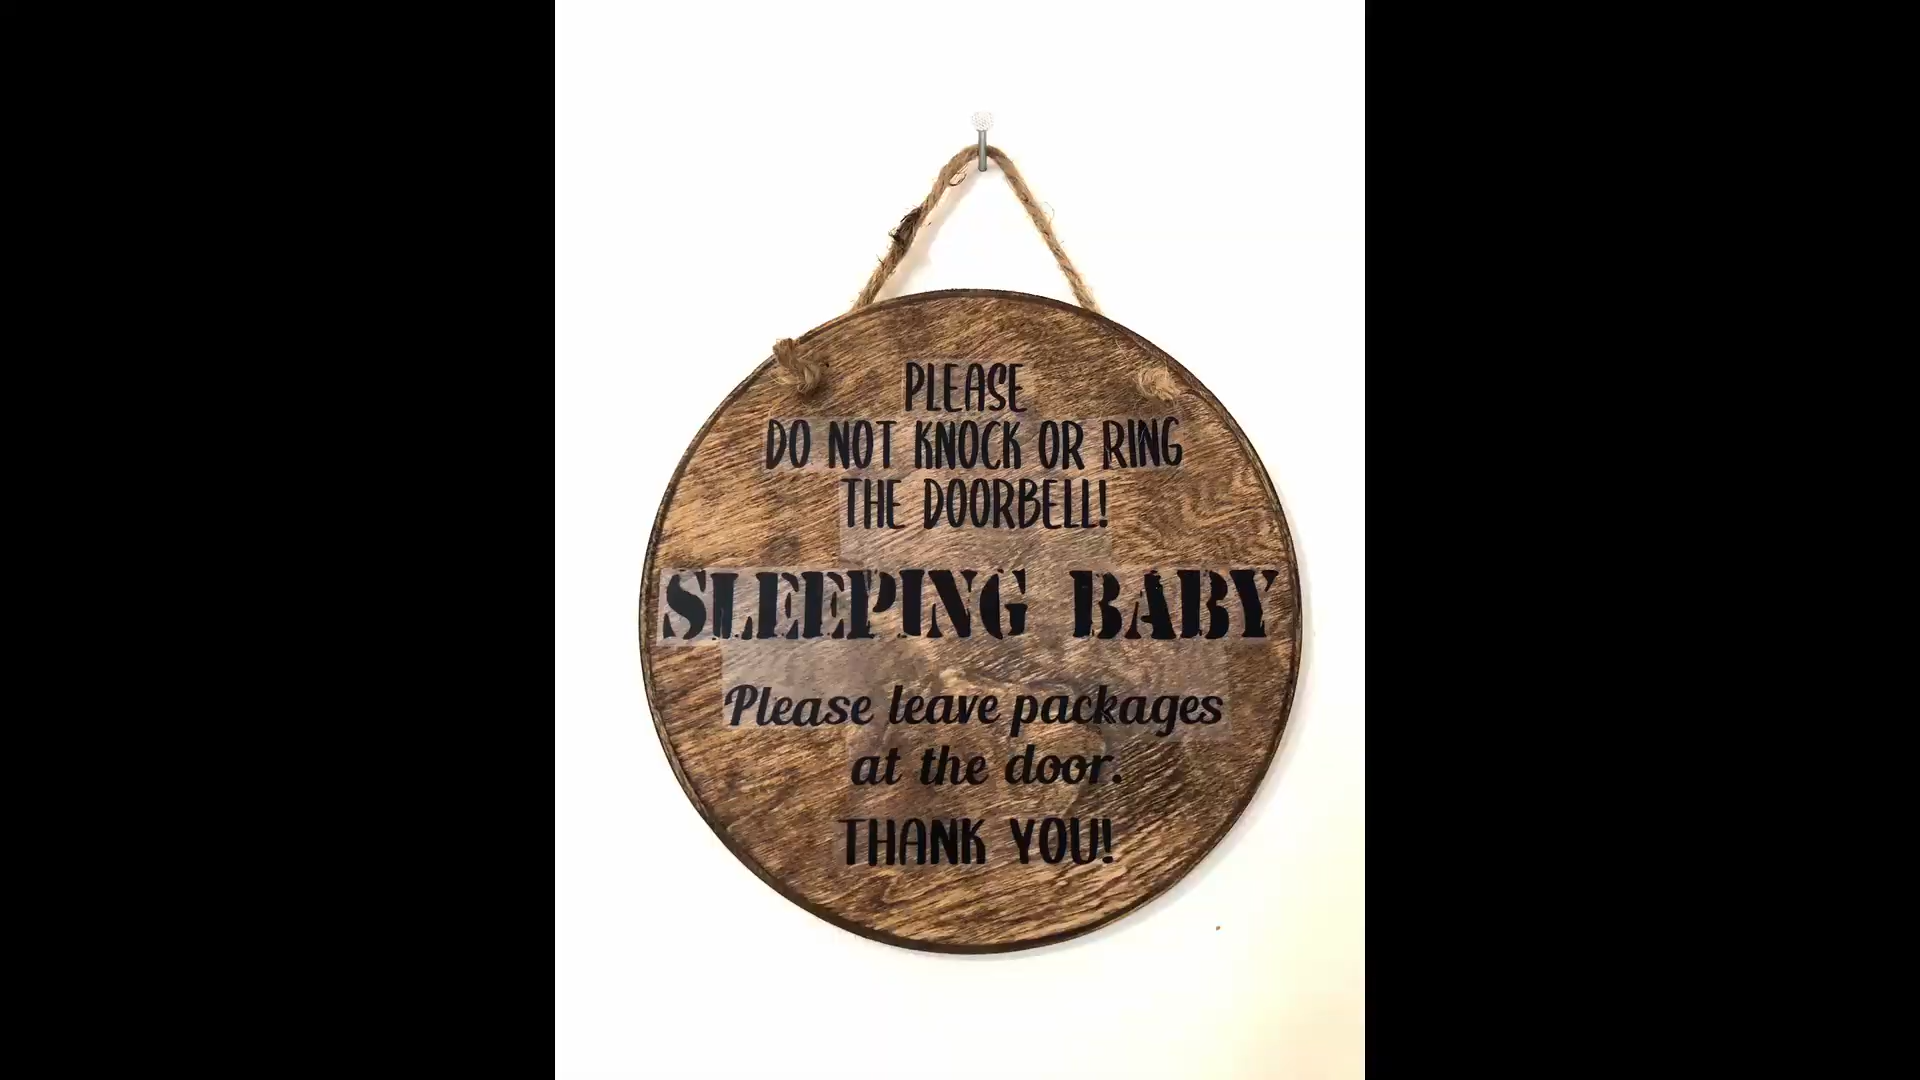 PLEASE
DO NOT KNOCK OR RING
THE DOORBELL!
SLEEPING BABY
Please leave packages
at the door.
THANK YOU!